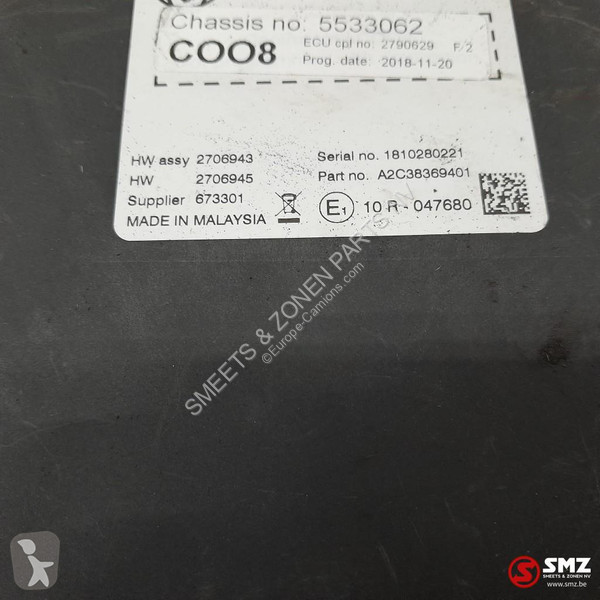 Chassis no: 5533062
COO8
ECU cpl no: 2790629 F/2
Prog. date: 2018-11-20
HW assy 2706943
HW 2706945
Supplier 673301
MADE IN MALAYSIA
Serial no. 1810280221
Part no. A2C38369401
E1 10 R - 047680
SMEETS & ZONEN PARTS NV
©Europe-Camions.com
SMZ
SMEETS & ZONEN NV
www.smz.be